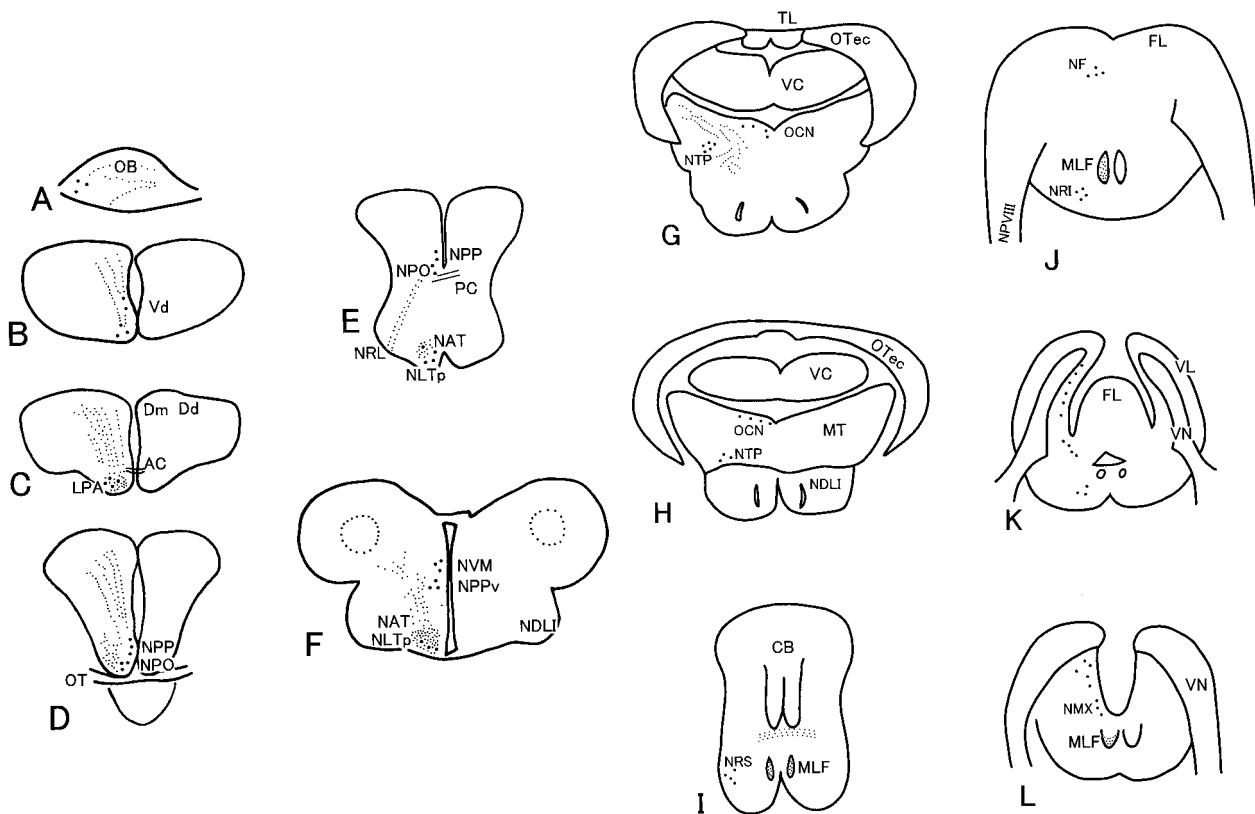 OB
A
Vd
B
Dm Dd
AC
LPA
C
NPP
NPO
OT
D
NPP
NPO
PC
E
NAT
NRL
NLTp
NVM
NPPv
NAT
NLTp
NDLI
F
TL
OTec
VC
OCN
NTP
G
OTec
VC
OCN
MT
NTP
NDLI
H
CB
NRS
MLF
I
FL
NF
MLF
NRI
NPVIII
J
VL
FL
VN
K
VN
NMX
MLF
L